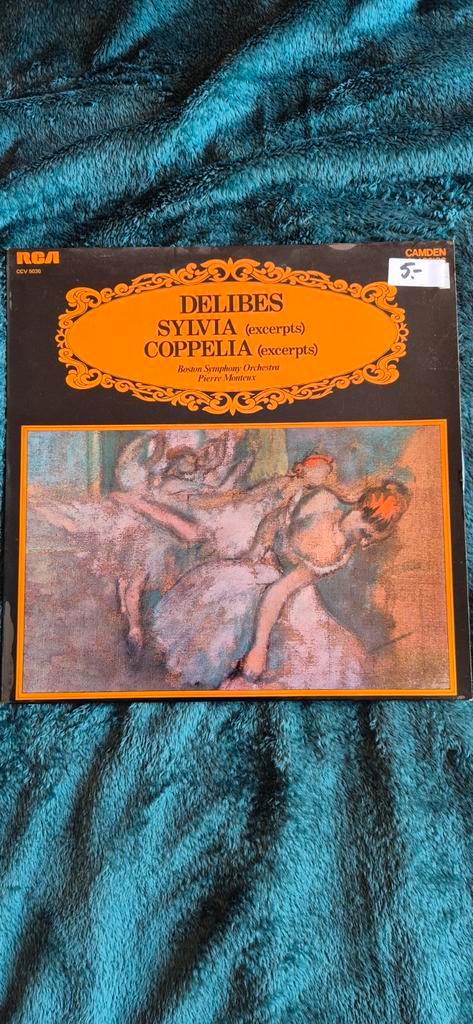 RCA
CCV 5036
CAMDEN
5.-
DELIBES
SYLVIA (excerpts)
COPPELIA (excerpts)
Boston Symphony Orchestra
Pierre Monteux